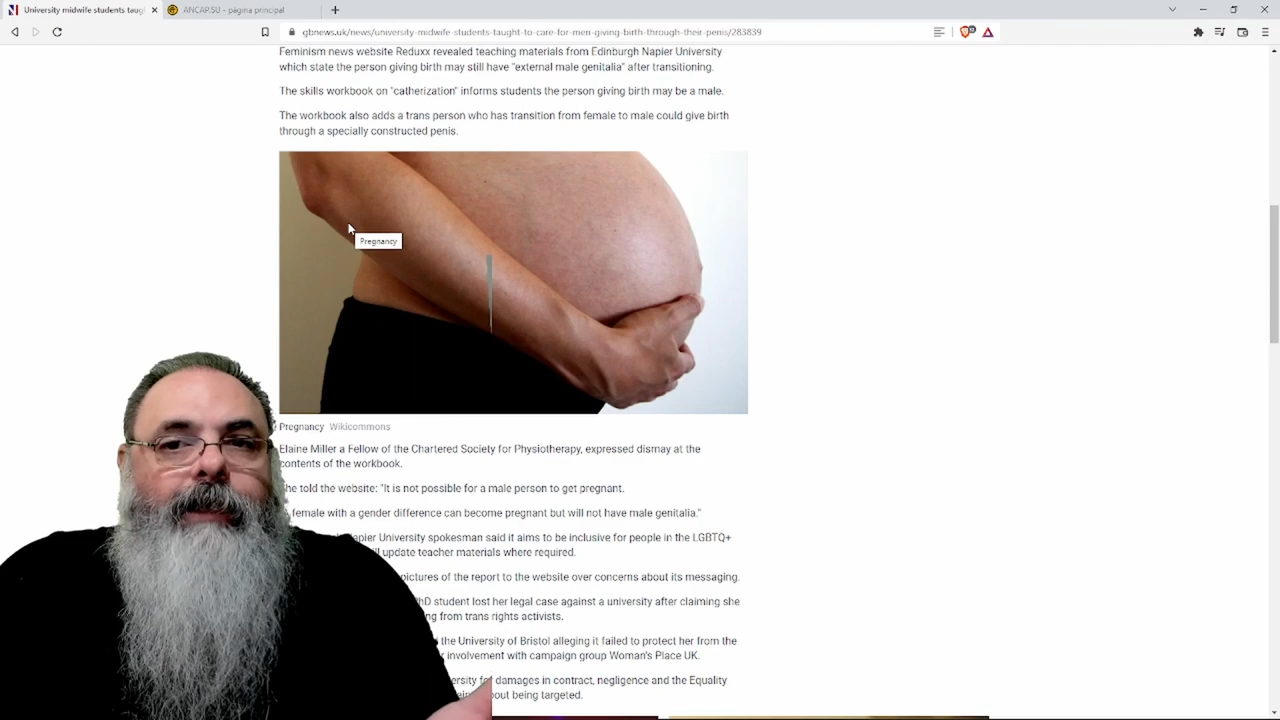 University midwife students taug
ANCAP.SU - página principal
gbnews.uk/news/university-midwife-students-taught-to-care-for-men-giving-birth-through-their-penis/283839
Feminism news website Reduxx revealed teaching materials from Edinburgh Napier University
which state the person giving birth may still have "external male genitalia" after transitioning.
The skills workbook on "catherization" informs students the person giving birth may be a male.
The workbook also adds a trans person who has transition from female to male could give birth
through a specially constructed penis.
Pregnancy
Pregnancy Wikicommons
Elaine Miller a Fellow of the Chartered Society for Physiotherapy, expressed dismay at the
contents of the workbook.
She told the website: "It is not possible for a male person to get pregnant.
female with a gender difference can become pregnant but will not have male genitalia."
apier University spokesman said it aims to be inclusive for people in the LGBTQ+
update teacher materials where required.
pictures of the report to the website over concerns about its messaging.
PhD student lost her legal case against a university after claiming she
from trans rights activists.
the University of Bristol alleging it failed to protect her from the
involvement with campaign group Woman's Place UK.
for damages in contract, negligence and the Equality
about being targeted.